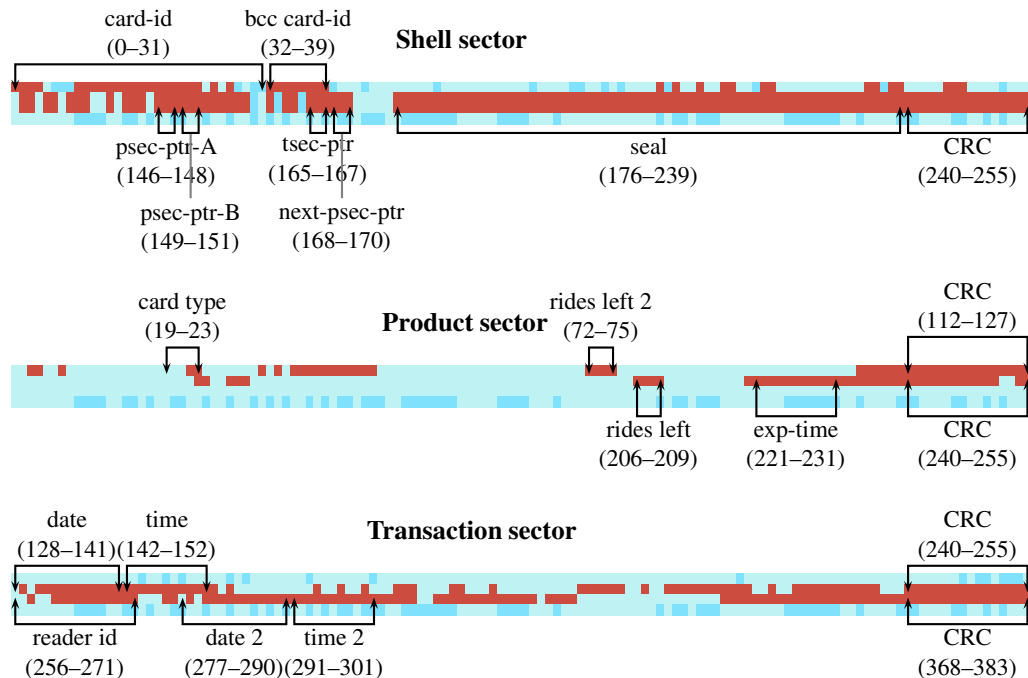 card-id
(0–31)
bcc card-id
(32–39)
Shell sector
psec-ptr-A
(146–148)
tsec-ptr
(165–167)
seal
(176–239)
CRC
(240–255)
psec-ptr-B
(149–151)
next-psec-ptr
(168–170)
card type
(19–23)
Product sector
rides left 2
(72–75)
CRC
(112–127)
rides left
(206–209)
exp-time
(221–231)
CRC
(240–255)
date
(128–141)
time
(142–152)
Transaction sector
CRC
(240–255)
reader id
(256–271)
date 2
(277–290)
time 2
(291–301)
CRC
(368–383)